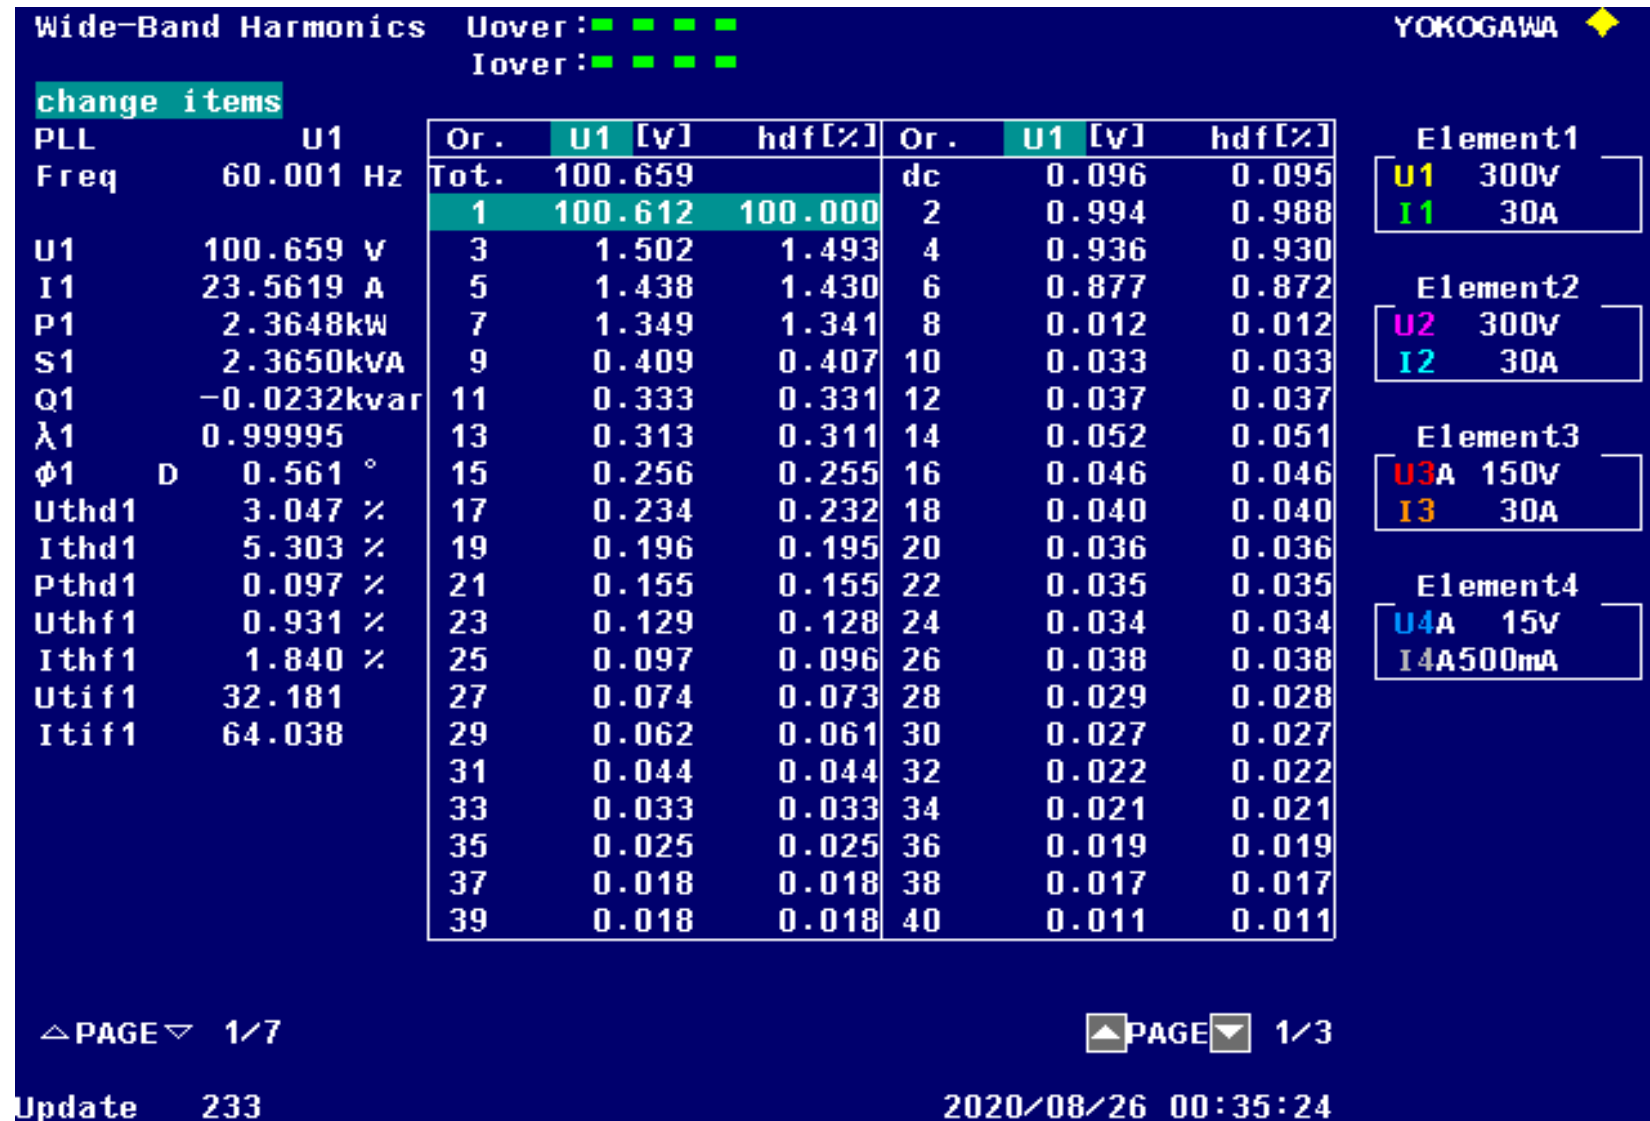 Wide-Band Harmonics Uover: YOKOGAWA
Iover:
change items
PLL U1 Or. U1 [V] hdf[%] Or. U1 [V] hdf[%] Element1
Freq 60.001 Hz Tot. 100.659 dc 0.096 0.095 U1 300V
1 100.612 100.000 2 0.994 0.988 I1 30A
U1 100.659 V 3 1.502 1.493 4 0.936 0.930
I1 23.5619 A 5 1.438 1.430 6 0.877 0.872 Element2
P1 2.3648kW 7 1.349 1.341 8 0.012 0.012 U2 300V
S1 2.3650kVA 9 0.409 0.407 10 0.033 0.033 I2 30A
Q1 -0.0232kvar 11 0.333 0.331 12 0.037 0.037
λ1 0.99995 13 0.313 0.311 14 0.052 0.051 Element3
φ1 D 0.561 ° 15 0.256 0.255 16 0.046 0.046 U3A 150V
Uthd1 3.047 % 17 0.234 0.232 18 0.040 0.040 I3 30A
Ithd1 5.303 % 19 0.196 0.195 20 0.036 0.036
Pthd1 0.097 % 21 0.155 0.155 22 0.035 0.035 Element4
Uthf1 0.931 % 23 0.129 0.128 24 0.034 0.034 U4A 15V
Ithf1 1.840 % 25 0.097 0.096 26 0.038 0.038 I4A500mA
Utif1 32.181 27 0.074 0.073 28 0.029 0.028
Itif1 64.038 29 0.062 0.061 30 0.027 0.027
31 0.044 0.044 32 0.022 0.022
33 0.033 0.033 34 0.021 0.021
35 0.025 0.025 36 0.019 0.019
37 0.018 0.018 38 0.017 0.017
39 0.018 0.018 40 0.011 0.011
△PAGE▽ 1/7 ▲PAGE▼ 1/3
Update 233 2020/08/26 00:35:24